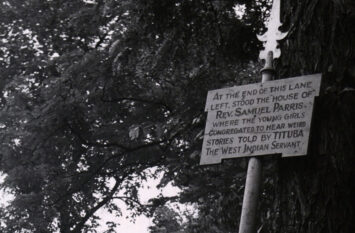 AT THE END OF THIS LANE
LEFT, STOOD THE HOUSE OF
REV. SAMUEL PARRIS,
WHERE THE YOUNG GIRLS
CONGREGATED TO HEAR WEIRD
STORIES TOLD BY TITUBA
THE WEST INDIAN SERVANT